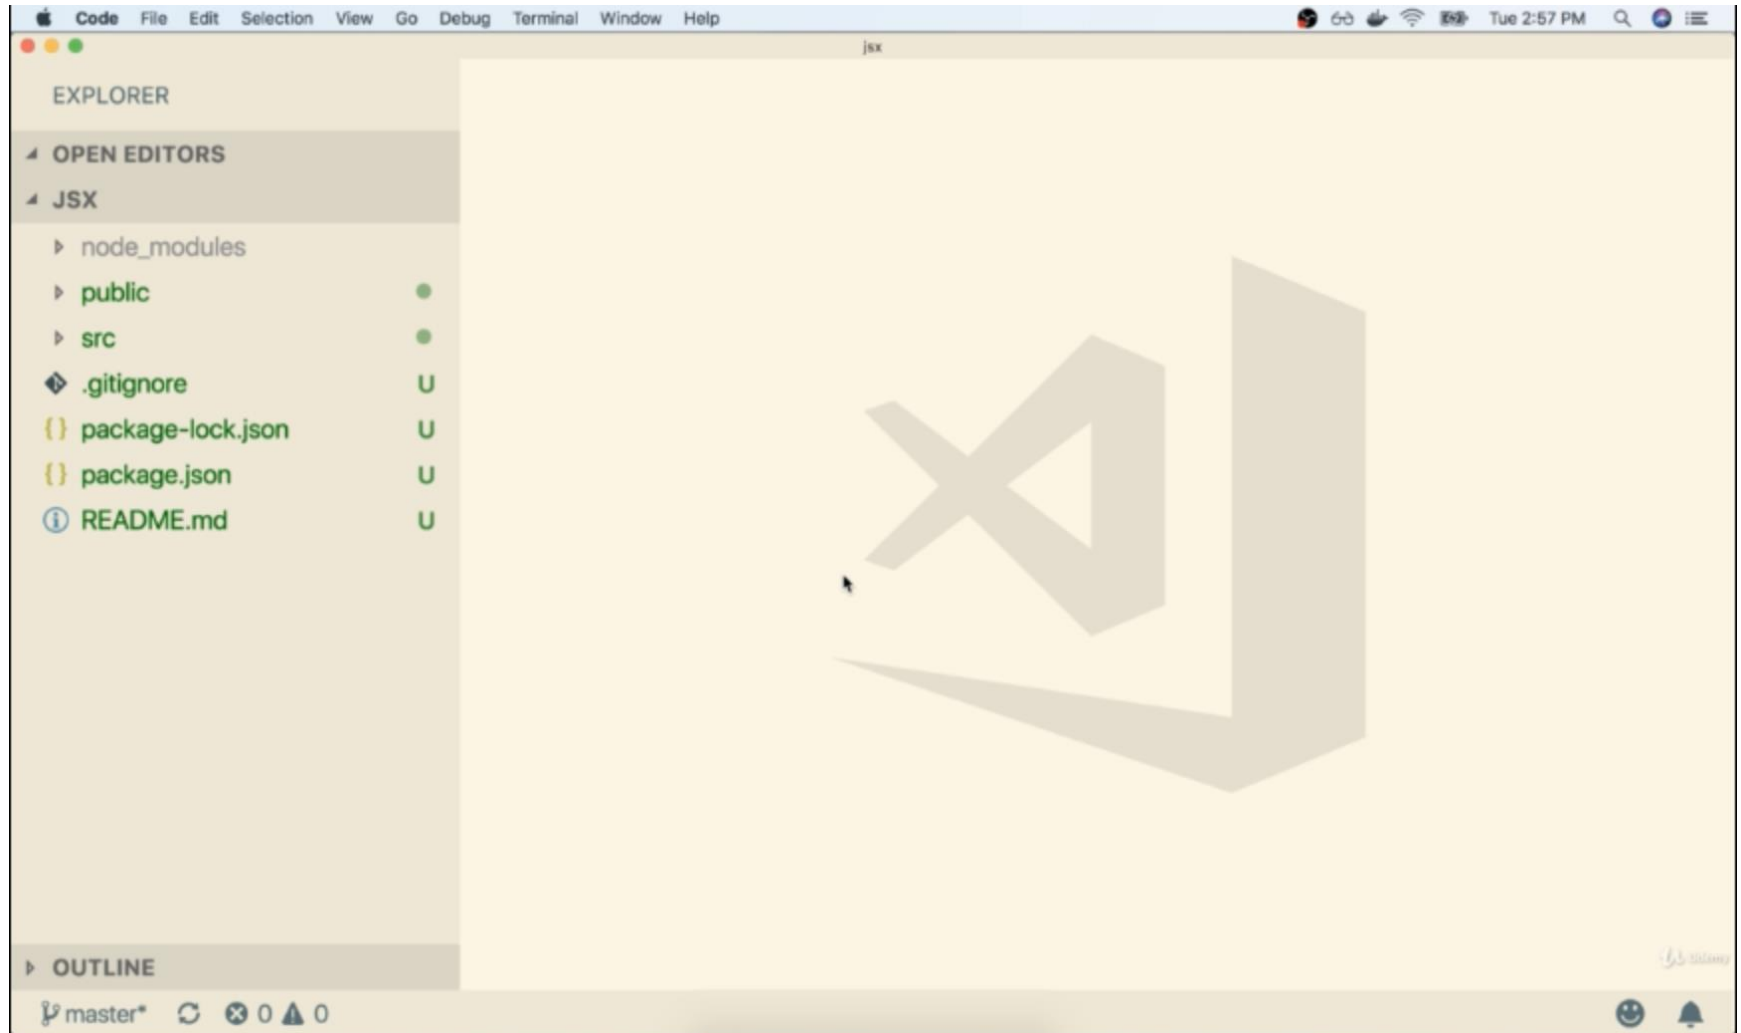 Code File Edit Selection View Go Debug Terminal Window Help Tue 2:57 PM
jsx
EXPLORER
OPEN EDITORS
JSX
node_modules
public
src
.gitignore U
package-lock.json U
package.json U
README.md U
OUTLINE
Udemy
master* 0 0